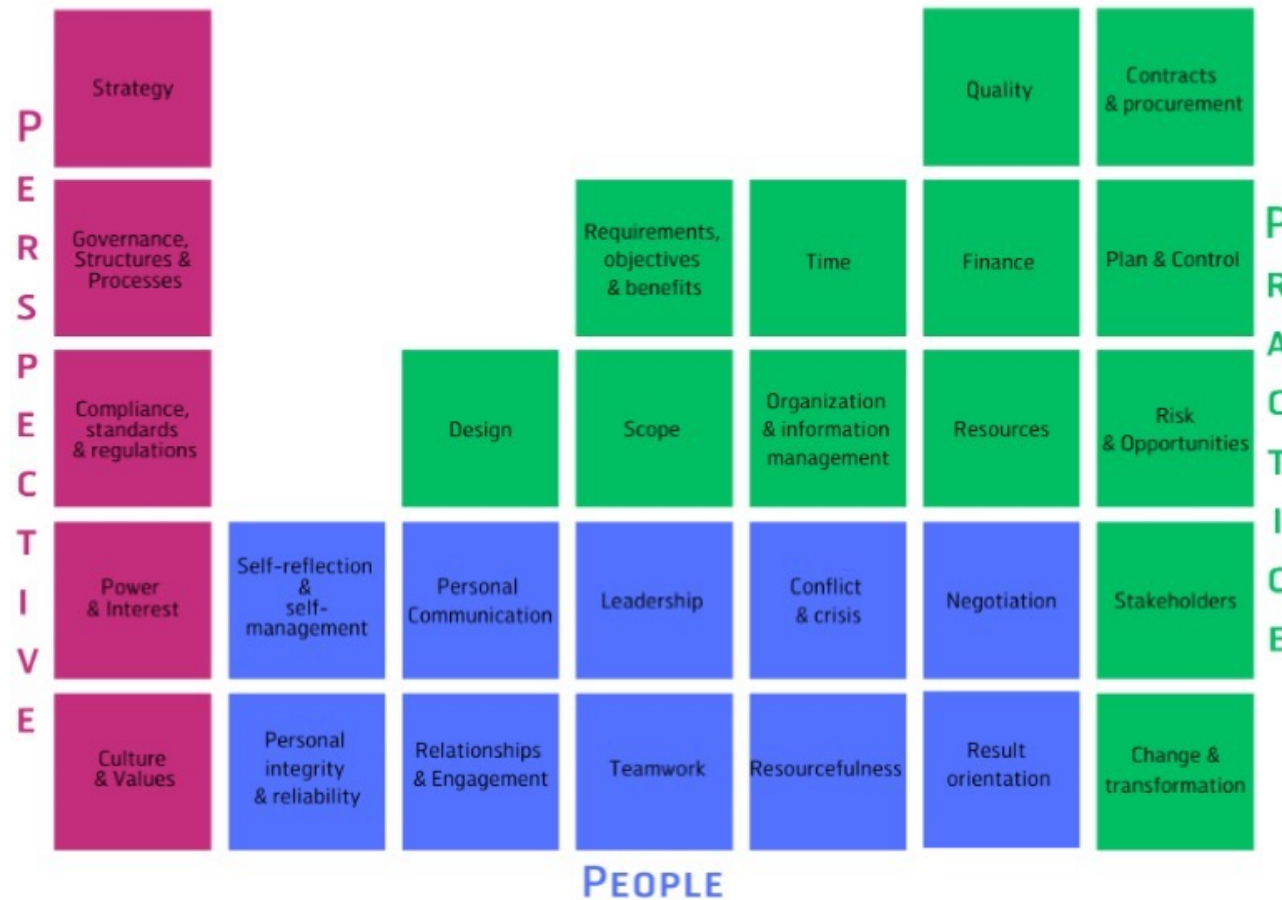 PERSPECTIVE
Strategy
Quality
Contracts
& procurement
Governance,
Structures &
Processes
Requirements,
objectives
& benefits
Time
Finance
Plan & Control
Compliance,
standards
& regulations
Design
Scope
Organization
& information
management
Resources
Risk
& Opportunities
Power
& Interest
Self-reflection
&
self-
management
Personal
Communication
Leadership
Conflict
& crisis
Negotiation
Stakeholders
Culture
& Values
Personal
integrity
& reliability
Relationships
& Engagement
Teamwork
Resourcefulness
Result
orientation
Change &
transformation
PRACTICE
PEOPLE